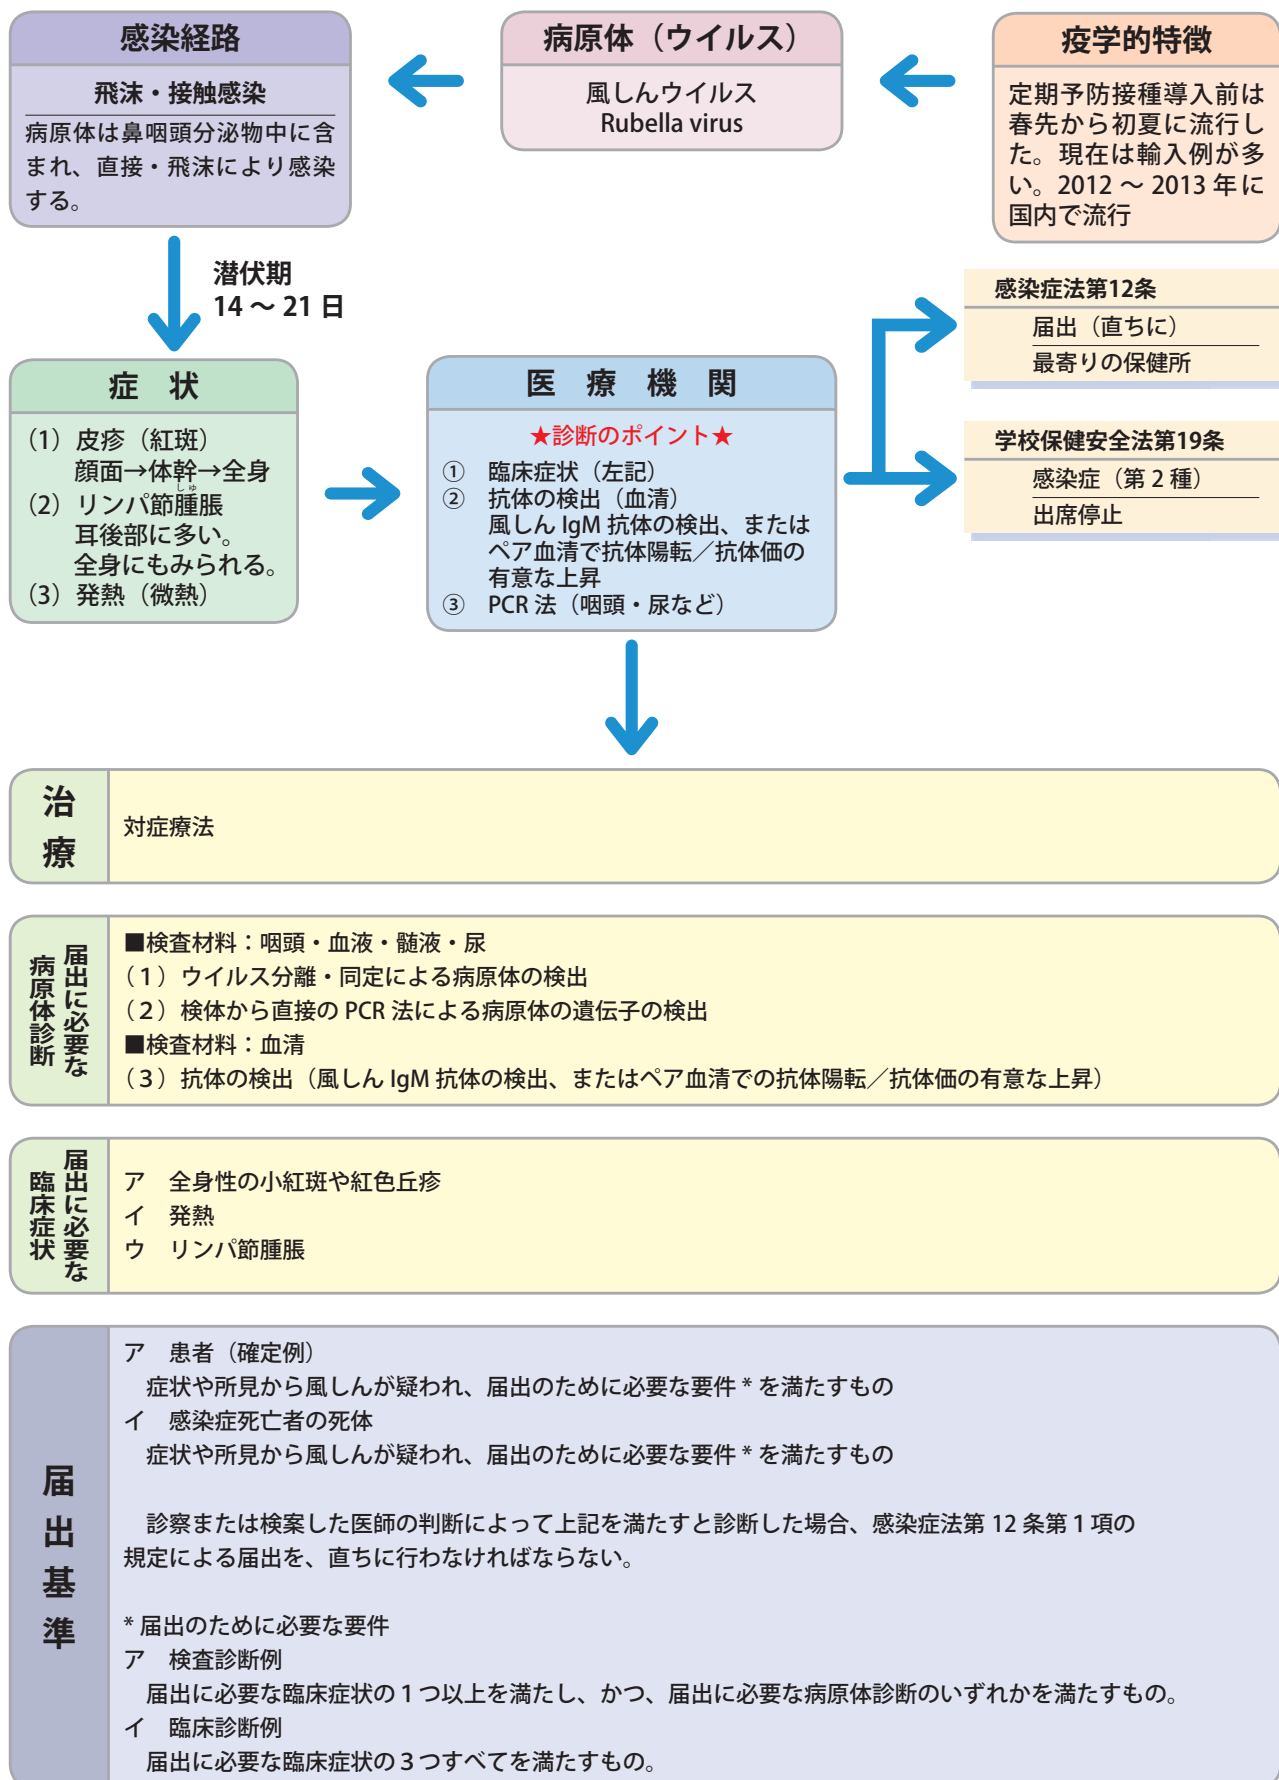 感染経路
飛沫・接触感染
病原体は鼻咽頭分泌物中に含
まれ、直接・飛沫により感染
する。
病原体（ウイルス）
風しんウイルス
Rubella virus
疫学的特徴
定期予防接種導入前は
春先から初夏に流行し
た。現在は輸入例が多
い。2012 〜 2013 年に
国内で流行
潜伏期
14 〜 21 日
症　状
（1）皮疹（紅斑）
顔面→体幹→全身
（2）リンパ節腫脹
しゅ
耳後部に多い。
全身にもみられる。
（3）発熱（微熱）
医　療　機　関
★診断のポイント★
①　臨床症状（左記）
②　抗体の検出（血清）
風しん IgM 抗体の検出、または
ペア血清で抗体陽転／抗体価の
有意な上昇
③　PCR 法（咽頭・尿など）
感染症法第12条
届出（直ちに）
最寄りの保健所
学校保健安全法第19条
感染症（第 2 種）
出席停止
治療
対症療法
届出に必要な
病原体診断
■検査材料：咽頭・血液・髄液・尿
（１）ウイルス分離・同定による病原体の検出
（２）検体から直接の PCR 法による病原体の遺伝子の検出
■検査材料：血清
（３）抗体の検出（風しん IgM 抗体の検出、またはペア血清での抗体陽転／抗体価の有意な上昇）
届出に必要な
臨床症状
ア　全身性の小紅斑や紅色丘疹
イ　発熱
ウ　リンパ節腫脹
届出基準
ア　患者（確定例）
症状や所見から風しんが疑われ、届出のために必要な要件 * を満たすもの
イ　感染症死亡者の死体
症状や所見から風しんが疑われ、届出のために必要な要件 * を満たすもの
診察または検案した医師の判断によって上記を満たすと診断した場合、感染症法第 12 条第 1 項の
規定による届出を、直ちに行わなければならない。
* 届出のために必要な要件
ア　検査診断例
届出に必要な臨床症状の 1 つ以上を満たし、かつ、届出に必要な病原体診断のいずれかを満たすもの。
イ　臨床診断例
届出に必要な臨床症状の 3 つすべてを満たすもの。